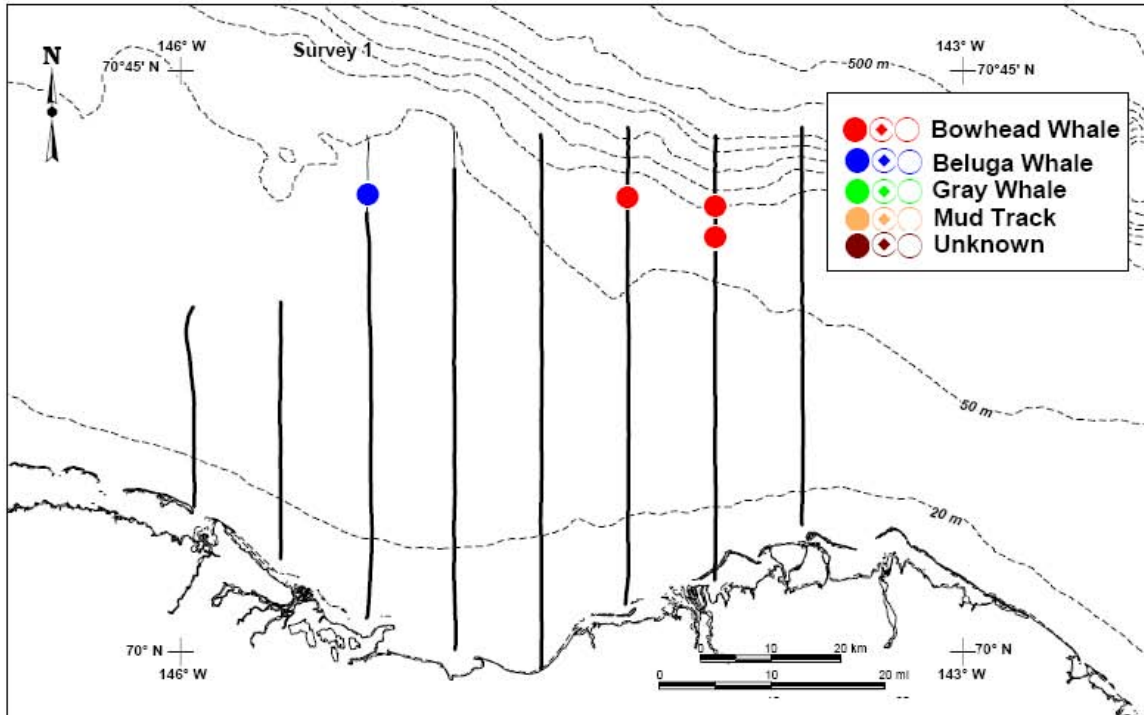 N
146° W
Survey 1
143° W
70°45' N
500 m
70°45' N
Bowhead Whale
Beluga Whale
Gray Whale
Mud Track
Unknown
50 m
20 m
70° N
0 10 20 km
70° N
146° W
0 10 20 mi
143° W